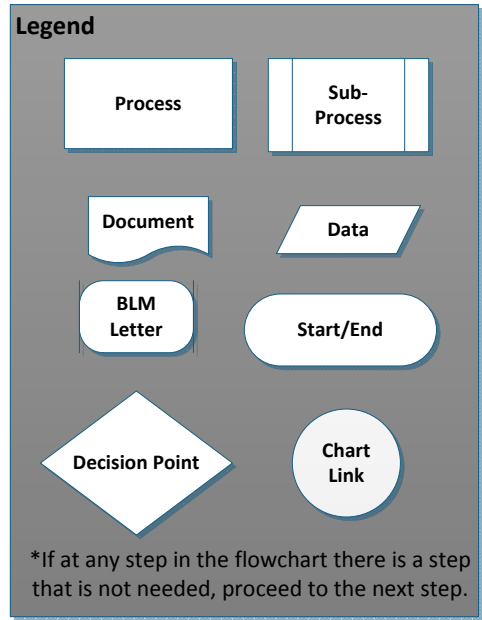 Legend
Process
Sub-
Process
Document
Data
BLM
Letter
Start/End
Decision Point
Chart
Link
*If at any step in the flowchart there is a step
that is not needed, proceed to the next step.